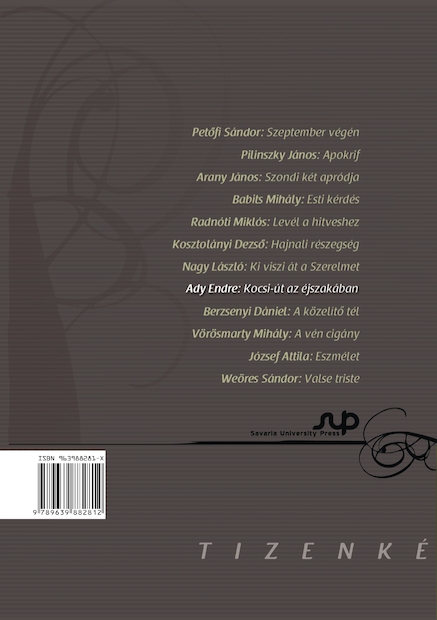 Petőfi Sándor: Szeptember végén
Pilinszky János: Apokrif
Arany János: Szondi két apródja
Babits Mihály: Esti kérdés
Radnóti Miklós: Levél a hitveshez
Kosztolányi Dezső: Hajnali részegség
Nagy László: Ki viszi át a Szerelmet
Ady Endre: Kocsi-út az éjszakában
Berzsenyi Dániel: A közelítő tél
Vörösmarty Mihály: A vén cigány
József Attila: Eszmélet
Weöres Sándor: Valse triste
sup
Savaria University Press
ISBN 963988281-X
9 789639 882812
TIZENKÉ